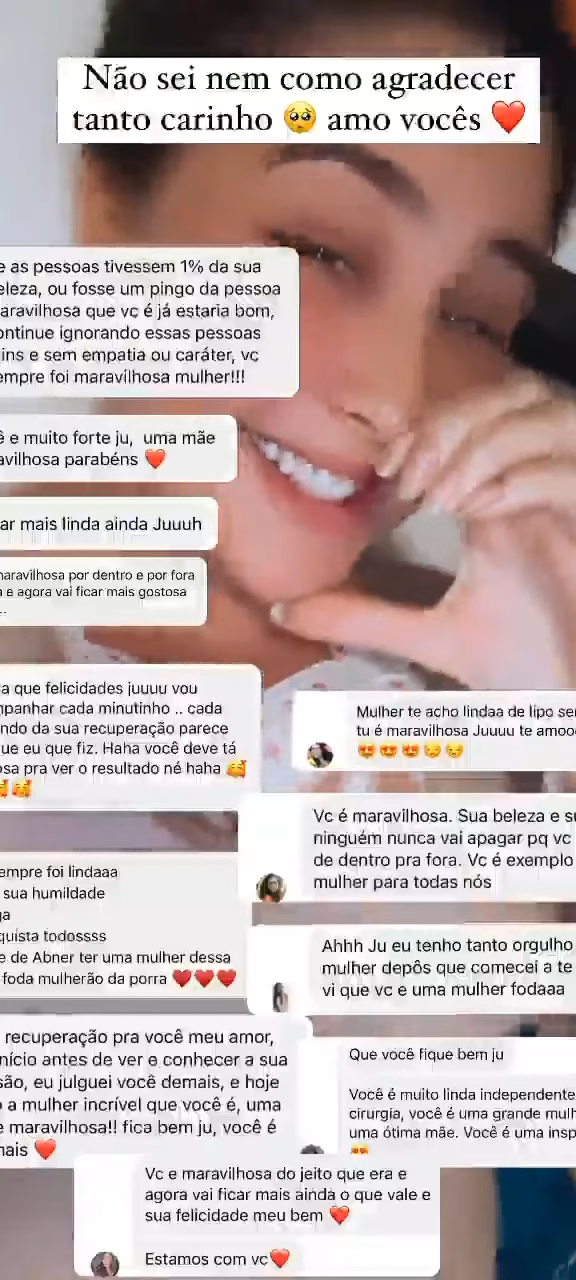 Não sei nem como agradecer
tanto carinho 🥺 amo vocês ❤️
e as pessoas tivessem 1% da sua
eleza, ou fosse um pingo da pessoa
aravilhosa que vc é já estaria bom,
ontinue ignorando essas pessoas
ins e sem empatia ou caráter, vc
empre foi maravilhosa mulher!!!
ê e muito forte ju, uma mãe
avilhosa parabéns ❤️
ar mais linda ainda Juuuh
maravilhosa por dentro e por fora
a e agora vai ficar mais gostosa
..
a que felicidades juuuu vou
mpanhar cada minutinho .. cada
ndo da sua recuperação parece
ue eu que fiz. Haha você deve tá
osa pra ver o resultado né haha 🥰
🥰🥰
Mulher te acho lindaa de lipo se
tu é maravilhosa Juuuu te amoo
😍😍😍😔😔
Vc é maravilhosa. Sua beleza e su
ninguém nunca vai apagar pq vc
de dentro pra fora. Vc é exemplo
mulher para todas nós
empre foi lindaaa
sua humildade
ga
quista todossss
e de Abner ter uma mulher dessa
foda mulherão da porra ❤️❤️❤️
Ahhh Ju eu tenho tanto orgulho
mulher depôs que comecei a te
vi que vc e uma mulher fodaaa
recuperação pra você meu amor,
nício antes de ver e conhecer a sua
são, eu julguei você demais, e hoje
o a mulher incrível que você é, uma
e maravilhosa!! fica bem ju, você é
mais ❤️
Que você fique bem ju
Você é muito linda independente
cirurgia, você é uma grande mulh
uma ótima mãe. Você é uma insp
😍
Vc e maravilhosa do jeito que era e
agora vai ficar mais ainda o que vale e
sua felicidade meu bem ❤️
Estamos com vc❤️